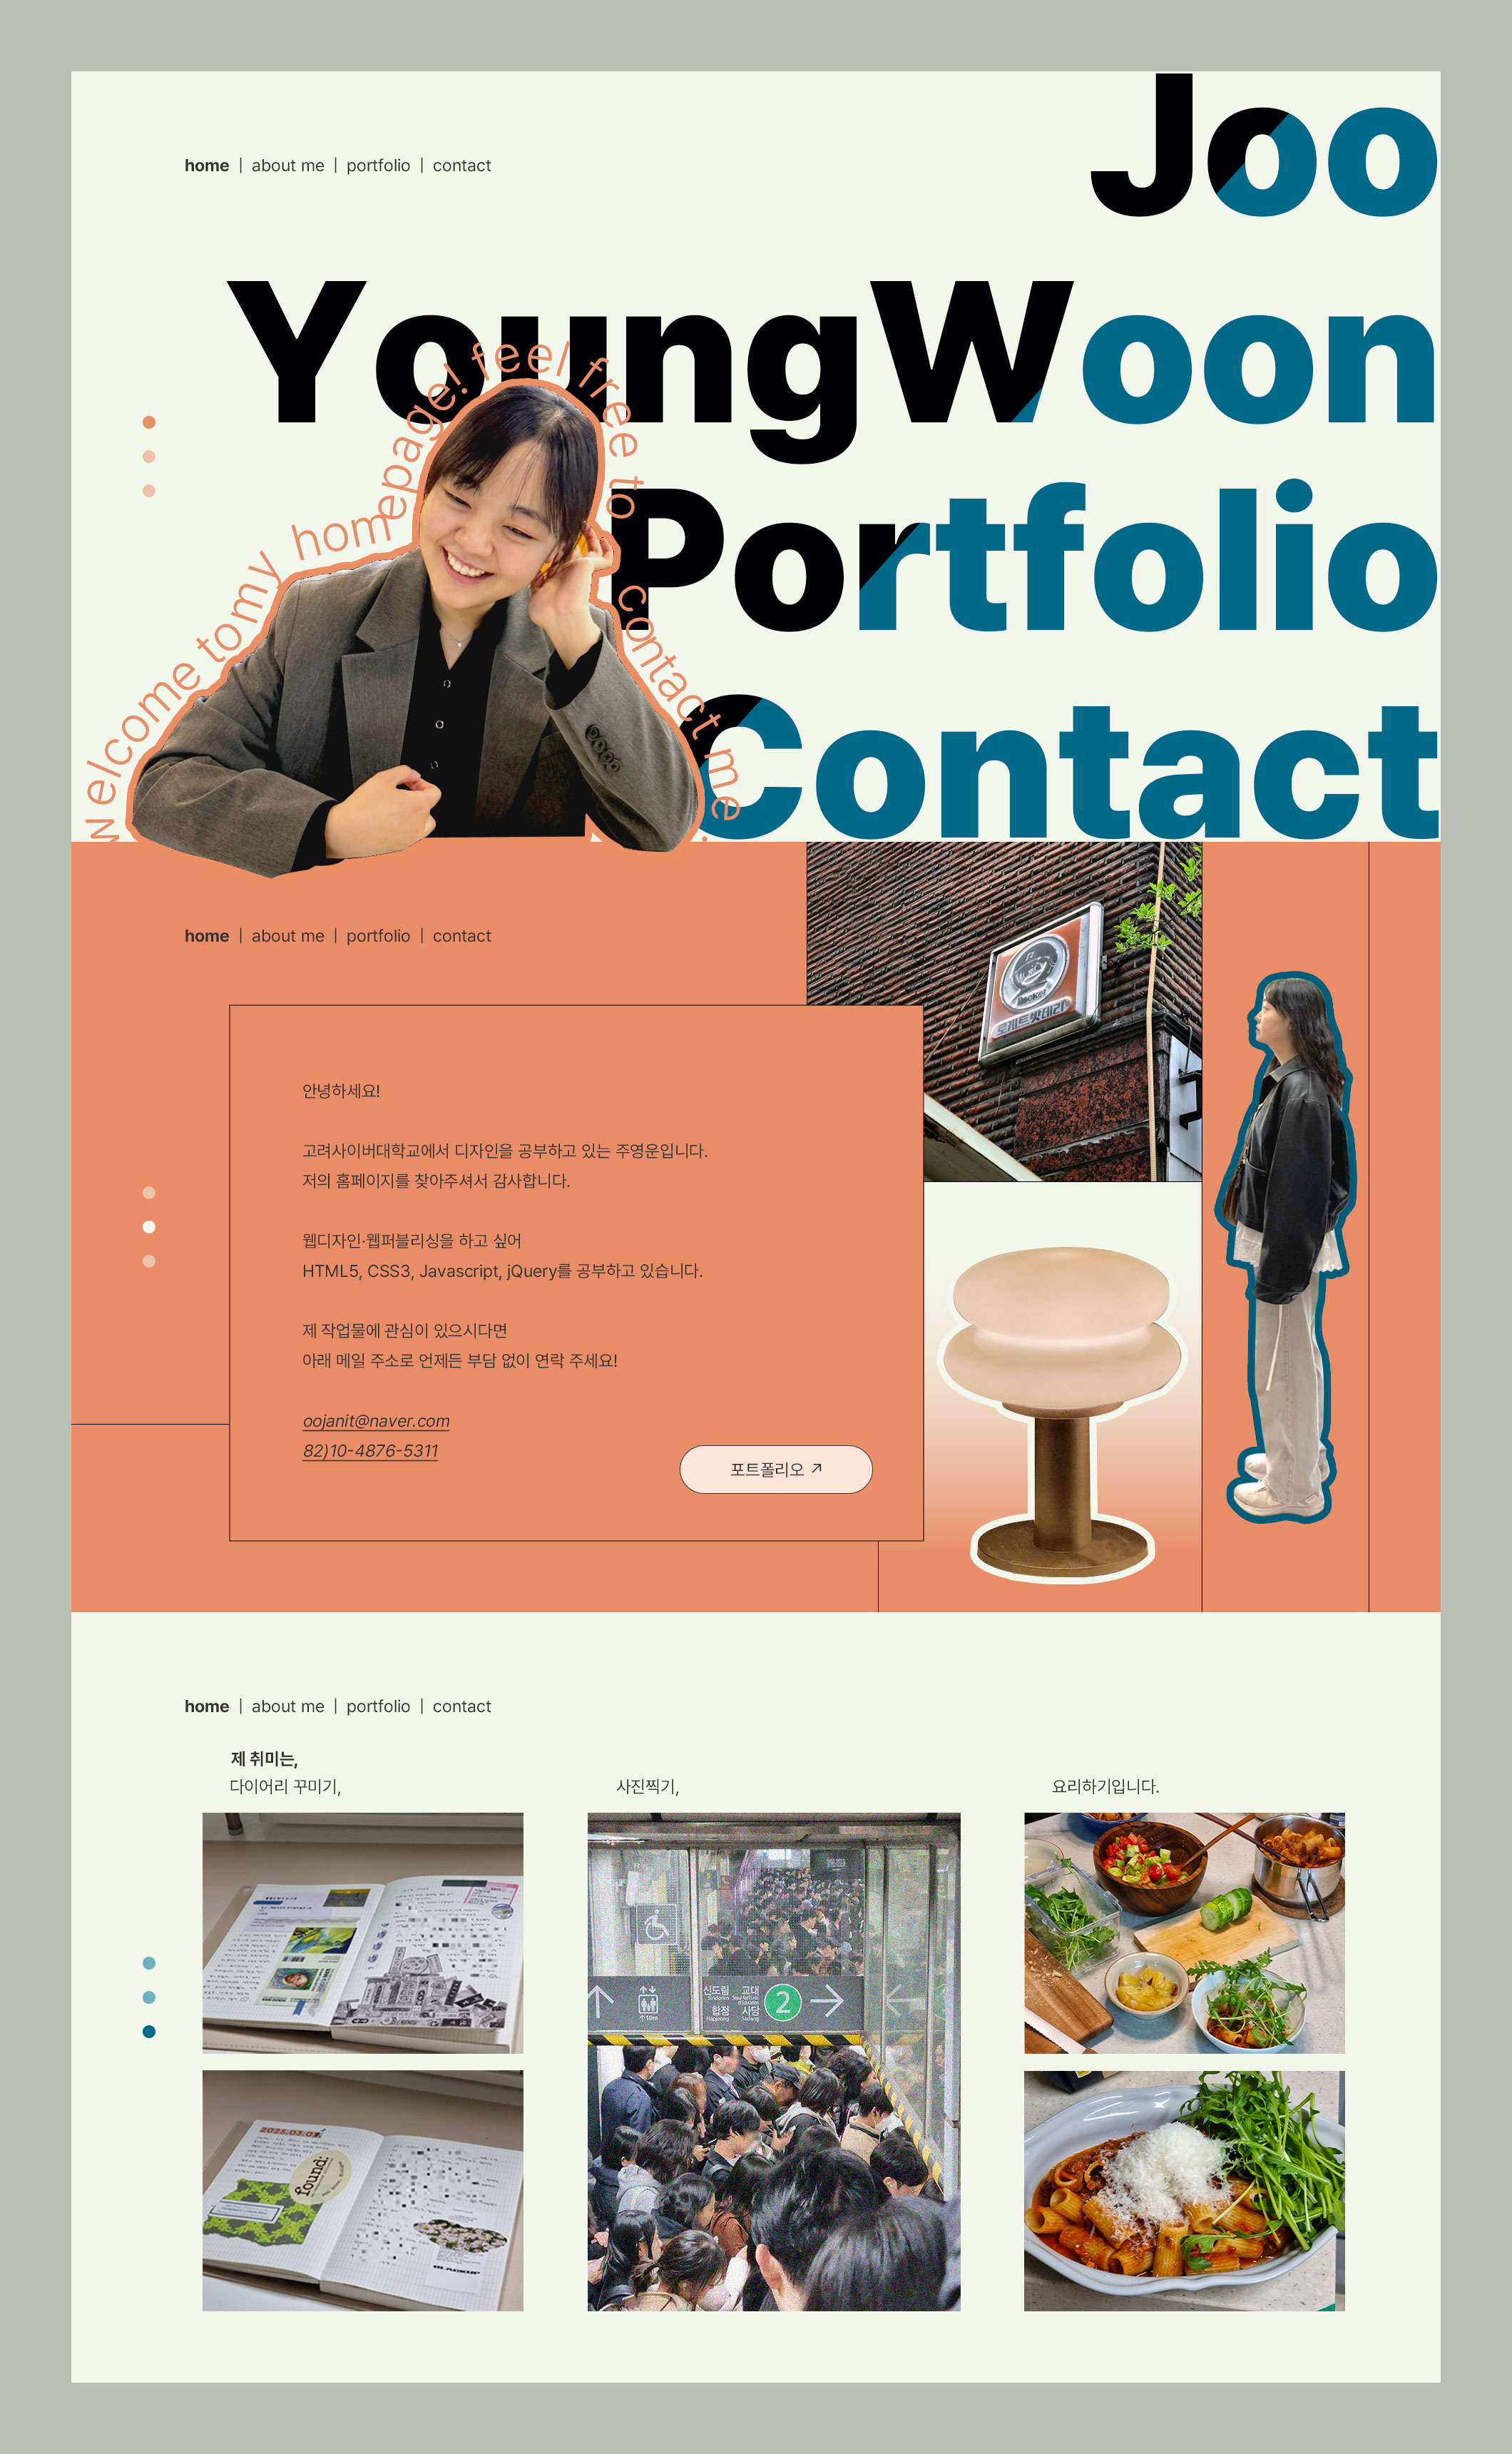 Joo
home | about me | portfolio | contact
YoungWoon
Portfolio
Contact
welcome to my homepage! feel free to contact me.
home | about me | portfolio | contact
Rocket
로케트밧데리
안녕하세요!
고려사이버대학교에서 디자인을 공부하고 있는 주영운입니다.
저의 홈페이지를 찾아주셔서 감사합니다.
웹디자인·웹퍼블리싱을 하고 싶어
HTML5, CSS3, Javascript, jQuery를 공부하고 있습니다.
제 작업물에 관심이 있으시다면
아래 메일 주소로 언제든 부담 없이 연락 주세요!
oojanit@naver.com
82)10-4876-5311
포트폴리오 ↗
home | about me | portfolio | contact
제 취미는,
다이어리 꾸미기,
사진찍기,
요리하기입니다.
신도림 교대
합정 사당
2
↑10m
2025.03.03.
found: